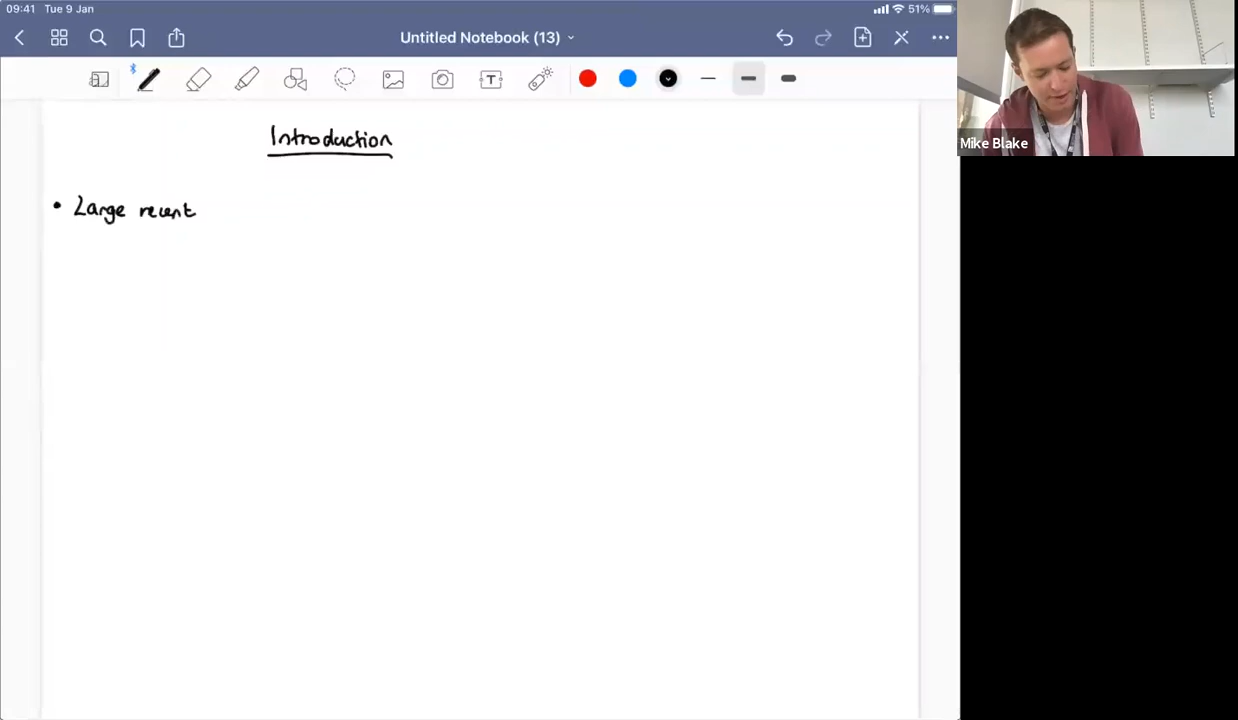 09:41 Tue 9 Jan 51%
Untitled Notebook (13)
T
Mike Blake
Introduction
• Large recent